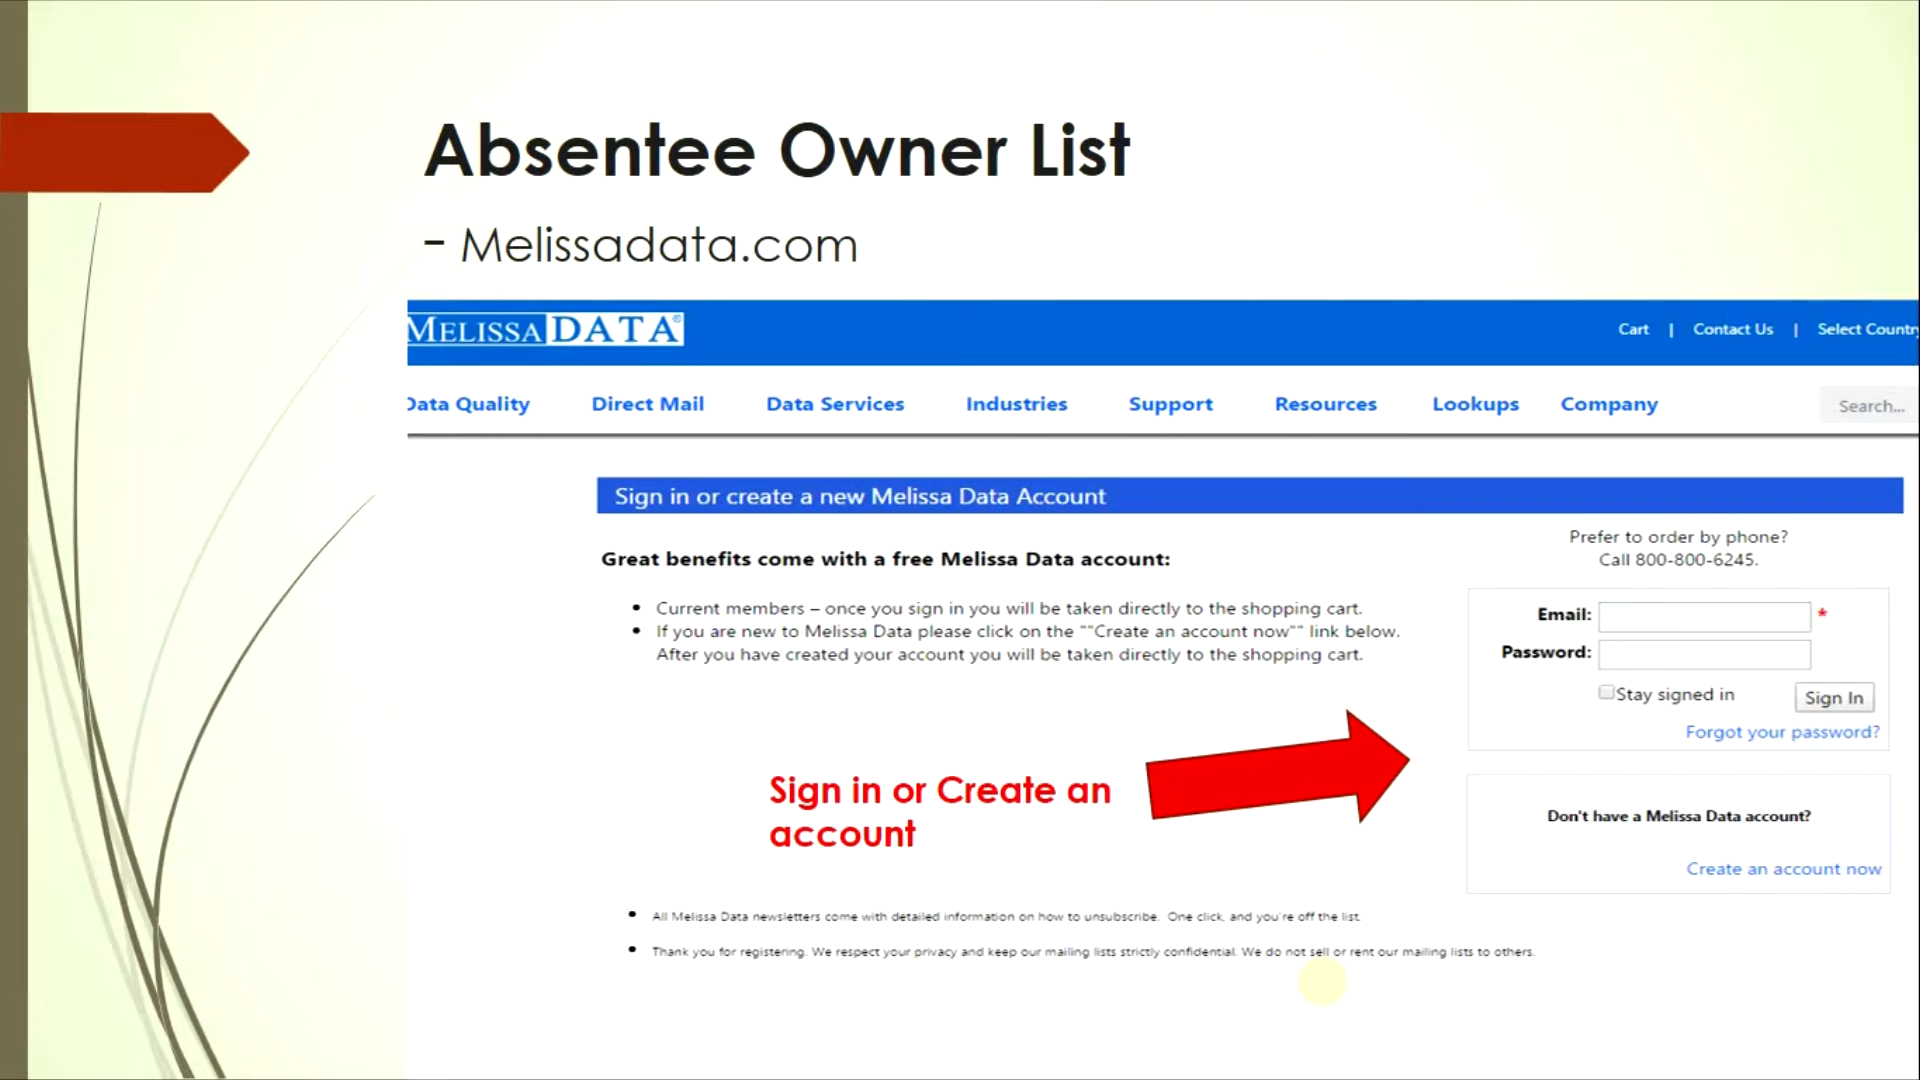 Absentee Owner List
- Melissadata.com
MELISSA DATA®
Cart | Contact Us | Select Country
Data Quality Direct Mail Data Services Industries Support Resources Lookups Company Search...
Sign in or create a new Melissa Data Account
Prefer to order by phone?
Call 800-800-6245.
Great benefits come with a free Melissa Data account:
• Current members – once you sign in you will be taken directly to the shopping cart.
• If you are new to Melissa Data please click on the ""Create an account now"" link below.
After you have created your account you will be taken directly to the shopping cart.
Email: *
Password:
Stay signed in Sign In
Forgot your password?
Sign in or Create an
account
Don't have a Melissa Data account?
Create an account now
• All Melissa Data newsletters come with detailed information on how to unsubscribe. One click, and you're off the list.
• Thank you for registering. We respect your privacy and keep our mailing lists strictly confidential. We do not sell or rent our mailing lists to others.